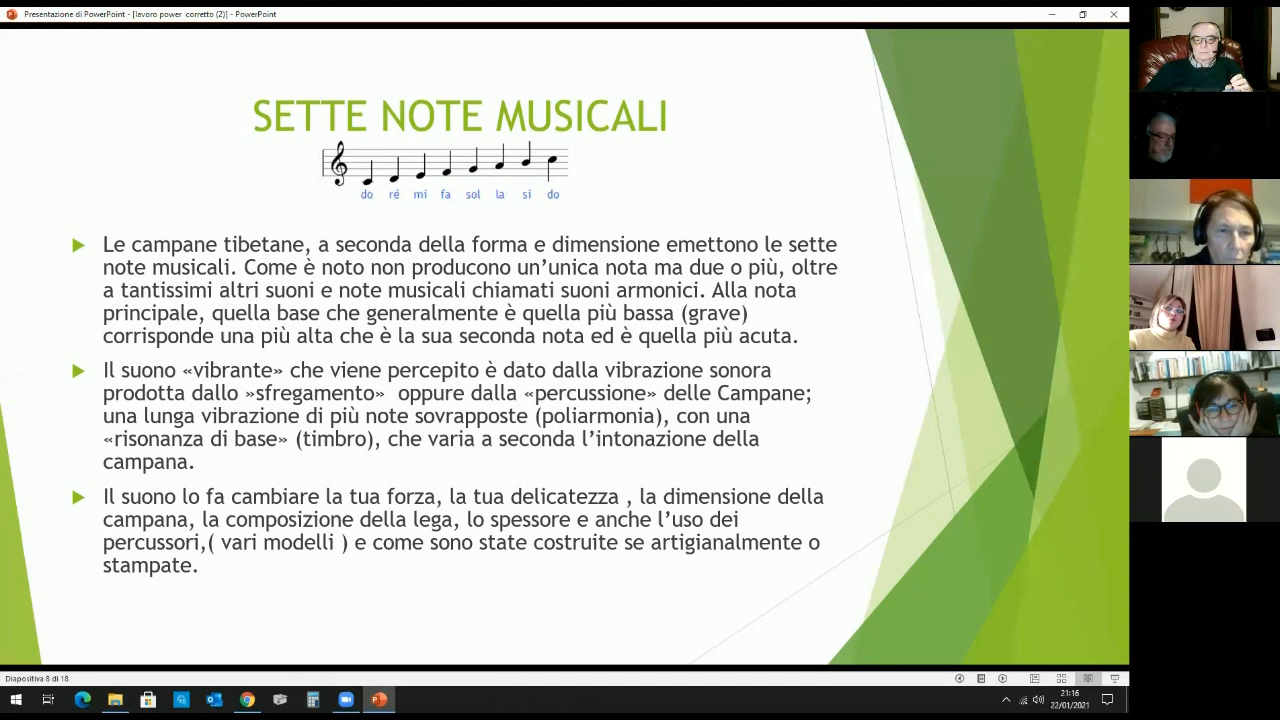 Presentazione di PowerPoint - [lavoro power corretto (2)] - PowerPoint
SETTE NOTE MUSICALI
do ré mi fa sol la si do
Le campane tibetane, a seconda della forma e dimensione emettono le sette
note musicali. Come è noto non producono un’unica nota ma due o più, oltre
a tantissimi altri suoni e note musicali chiamati suoni armonici. Alla nota
principale, quella base che generalmente è quella più bassa (grave)
corrisponde una più alta che è la sua seconda nota ed è quella più acuta.
Il suono «vibrante» che viene percepito è dato dalla vibrazione sonora
prodotta dallo »sfregamento» oppure dalla «percussione» delle Campane;
una lunga vibrazione di più note sovrapposte (poliarmonia), con una
«risonanza di base» (timbro), che varia a seconda l’intonazione della
campana.
Il suono lo fa cambiare la tua forza, la tua delicatezza , la dimensione della
campana, la composizione della lega, lo spessore e anche l’uso dei
percussori,( vari modelli ) e come sono state costruite se artigianalmente o
stampate.
Diapositiva 8 di 18
21:16
22/01/2021